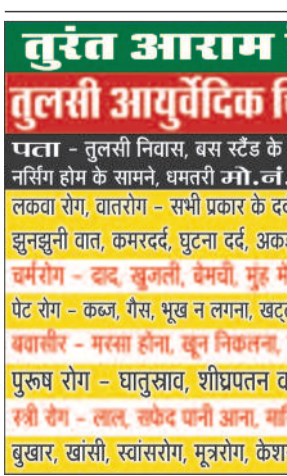 तुरंत आराम
तुलसी आयुर्वेदिक
पता - तुलसी निवास, बस स्टैंड के
नर्सिंग होम के सामने, धमतरी मो.नं.
लकवा रोग, वातरोग - सभी प्रकार के
झुनझुनी वात, कमरदर्द, घुटना दर्द,
चर्मरोग - दाद, खुजली, बेमची, मुंह में
पेट रोग - कब्ज, गैस, भूख न लगना,
बवासीर - मस्सा होना, खून निकलना,
पुरूष रोग - धातुस्राव, शीघ्रपतन
स्त्री रोग - लाल, सफेद पानी आना,
बुखार, खांसी, स्वांसरोग, मूत्ररोग,